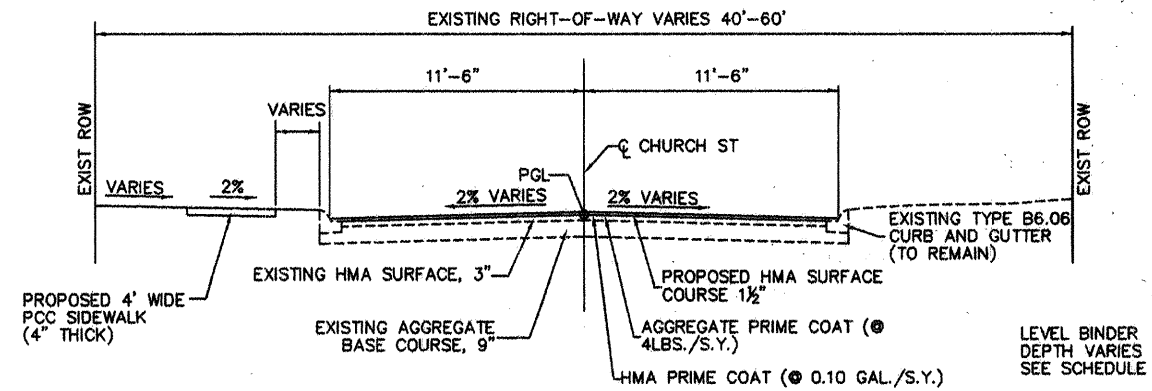 EXISTING RIGHT-OF-WAY VARIES 40'-60'
11'-6"
11'-6"
VARIES
EXIST ROW
EXIST ROW
℄ CHURCH ST
PGL
VARIES
2%
2% VARIES
2% VARIES
EXISTING TYPE B6.06
CURB AND GUTTER
(TO REMAIN)
EXISTING HMA SURFACE, 3"
PROPOSED HMA SURFACE
COURSE 1½"
PROPOSED 4' WIDE
PCC SIDEWALK
(4" THICK)
EXISTING AGGREGATE
BASE COURSE, 9"
AGGREGATE PRIME COAT (@
4LBS./S.Y.)
HMA PRIME COAT (@ 0.10 GAL./S.Y.)
LEVEL BINDER
DEPTH VARIES
SEE SCHEDULE